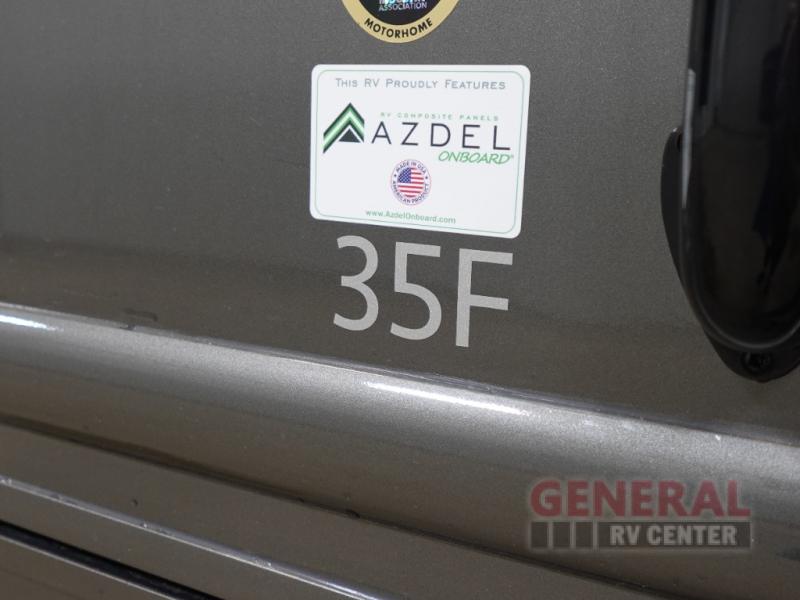 ASSOCIATION
MOTORHOME
THIS RV PROUDLY FEATURES
RV COMPOSITE PANELS
AZDEL
ONBOARD®
MADE IN USA
AMERICAN PRODUCT
www.AzdelOnboard.com
35F
GENERAL
RV CENTER